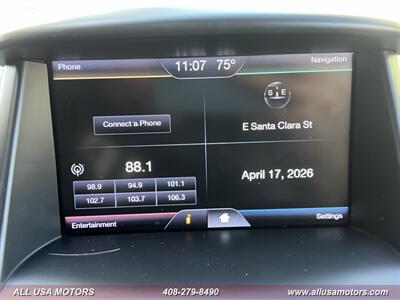 Phone
11:07 75°
Navigation
S E
Connect a Phone
E Santa Clara St
88.1
98.9 94.9 101.1
102.7 103.7 106.3
April 17, 2026
Entertainment
Settings
ALL USA MOTORS 408-279-8490 www.allusamotors.com